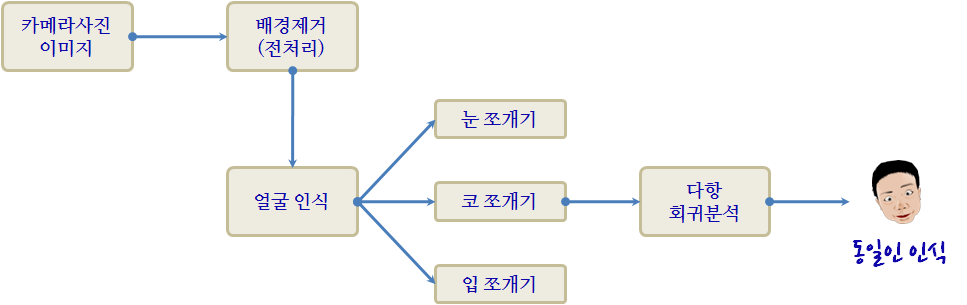 카메라사진
이미지
배경제거
(전처리)
눈 쪼개기
얼굴 인식
코 쪼개기
다항
회귀분석
입 쪼개기
동일인 인식